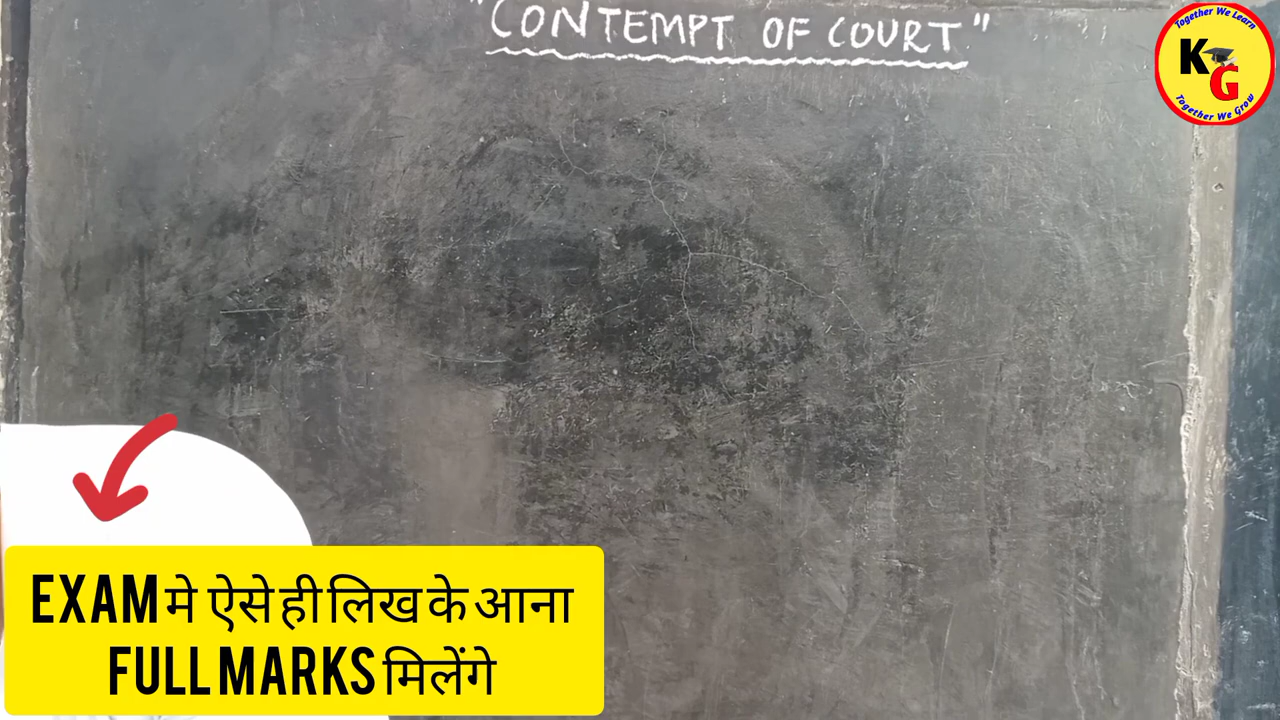 "CONTEMPT OF COURT"
Together We Learn
KG
Together We Grow
EXAM मे ऐसे ही लिख के आना
FULL MARKS मिलेंगे